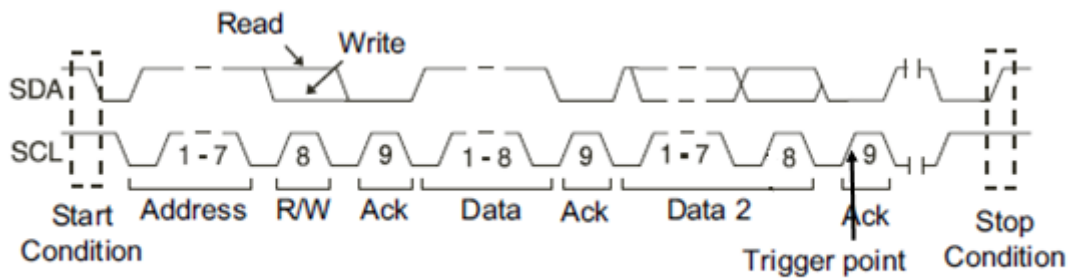 Read
Write
SDA
SCL
1 - 7 8 9 1 - 8 9 1 - 7 8 9
Start Condition
Address R/W Ack Data Ack Data 2 Ack
Trigger point
Stop Condition